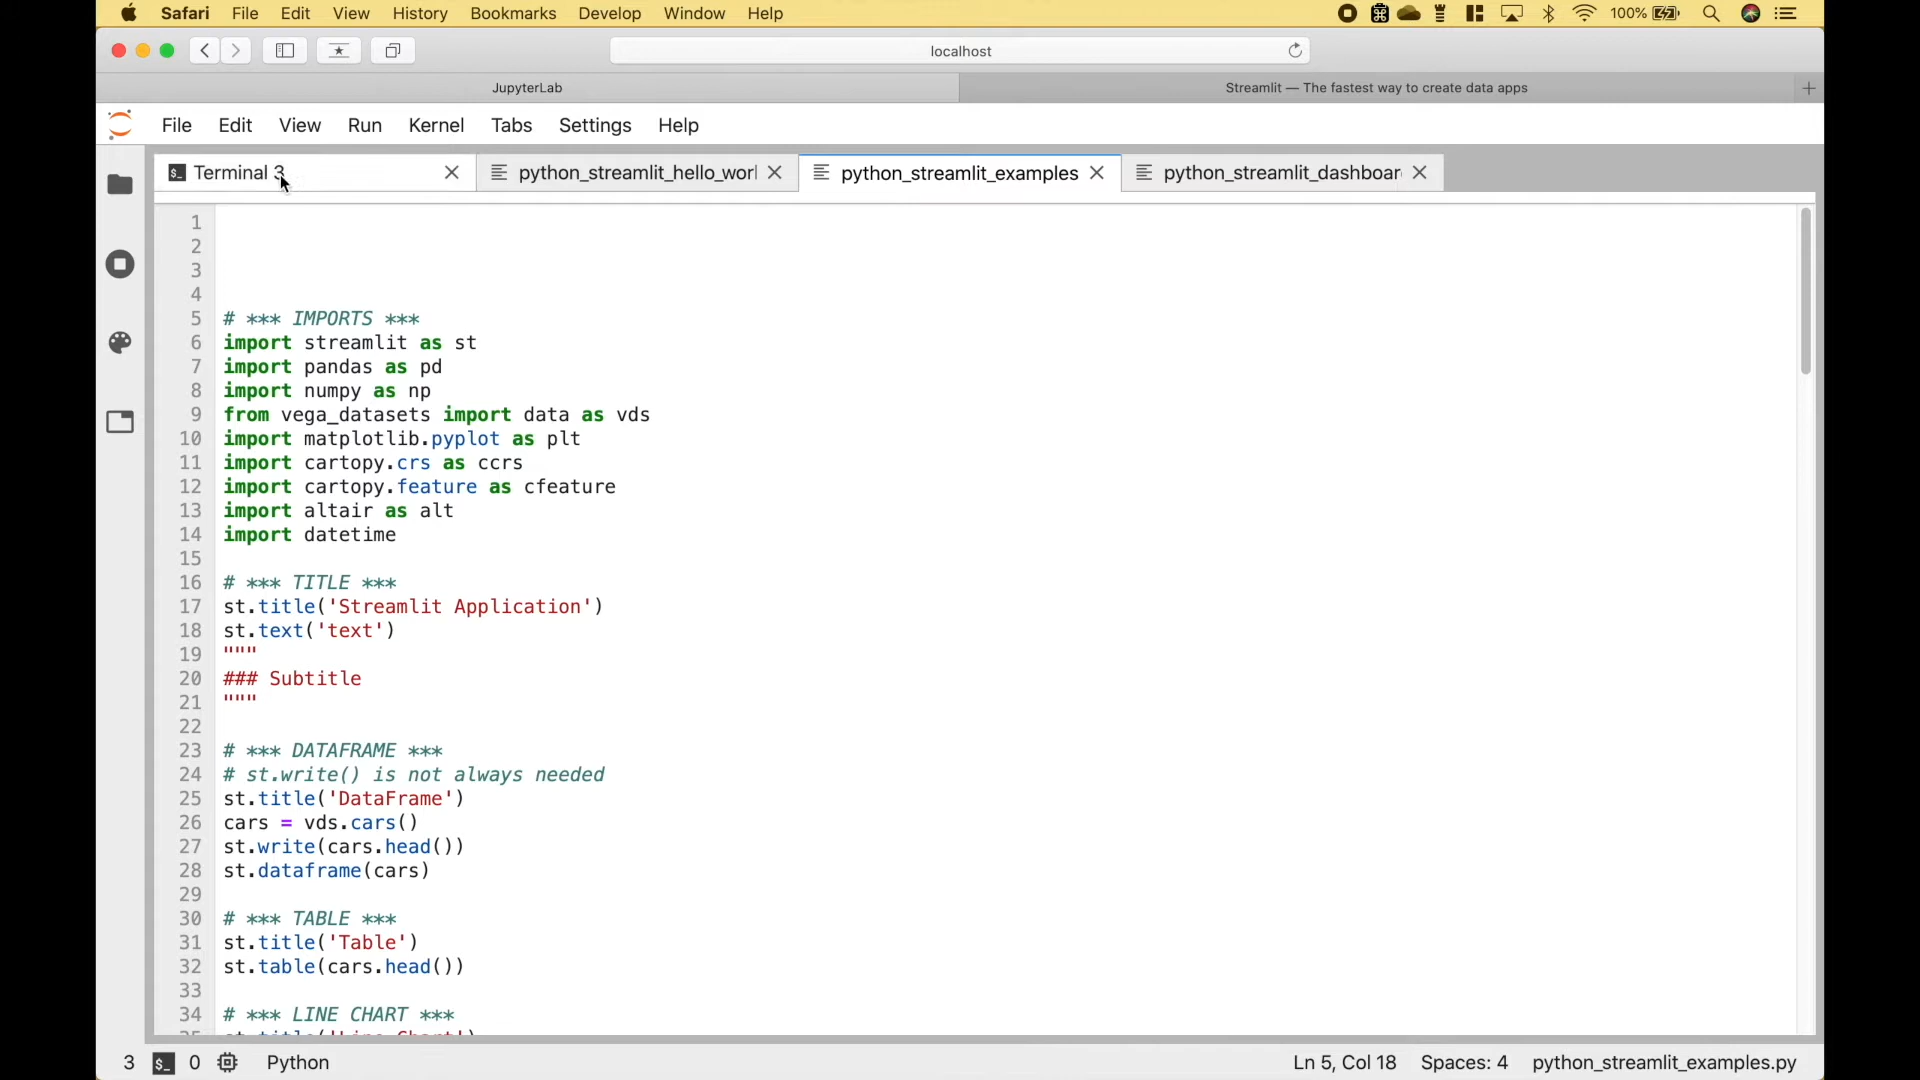 Safari File Edit View History Bookmarks Develop Window Help 100%
localhost
JupyterLab Streamlit — The fastest way to create data apps
File Edit View Run Kernel Tabs Settings Help
Terminal 3 python_streamlit_hello_worl python_streamlit_examples python_streamlit_dashboar
1
2
3
4
5 # *** IMPORTS ***
6 import streamlit as st
7 import pandas as pd
8 import numpy as np
9 from vega_datasets import data as vds
10 import matplotlib.pyplot as plt
11 import cartopy.crs as ccrs
12 import cartopy.feature as cfeature
13 import altair as alt
14 import datetime
15
16 # *** TITLE ***
17 st.title('Streamlit Application')
18 st.text('text')
19 """
20 ### Subtitle
21 """
22
23 # *** DATAFRAME ***
24 # st.write() is not always needed
25 st.title('DataFrame')
26 cars = vds.cars()
27 st.write(cars.head())
28 st.dataframe(cars)
29
30 # *** TABLE ***
31 st.title('Table')
32 st.table(cars.head())
33
34 # *** LINE CHART ***
35 st.title('Line Chart')
3 0 Python Ln 5, Col 18 Spaces: 4 python_streamlit_examples.py